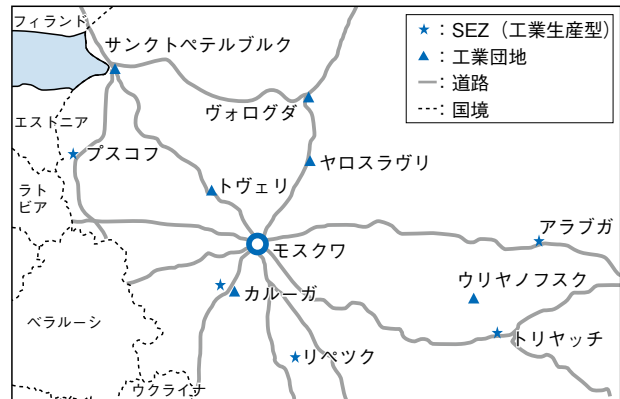 フィランド
サンクトペテルブルク
★：SEZ（工業生産型）
▲：工業団地
：道路
：国境
ヴォログダ
エストニア
プスコフ
ヤロスラヴリ
ラト
ビア
トヴェリ
アラブガ
モスクワ
ウリヤノフスク
カルーガ
ベラルーシ
トリヤッチ
リペツク
ウクライナ